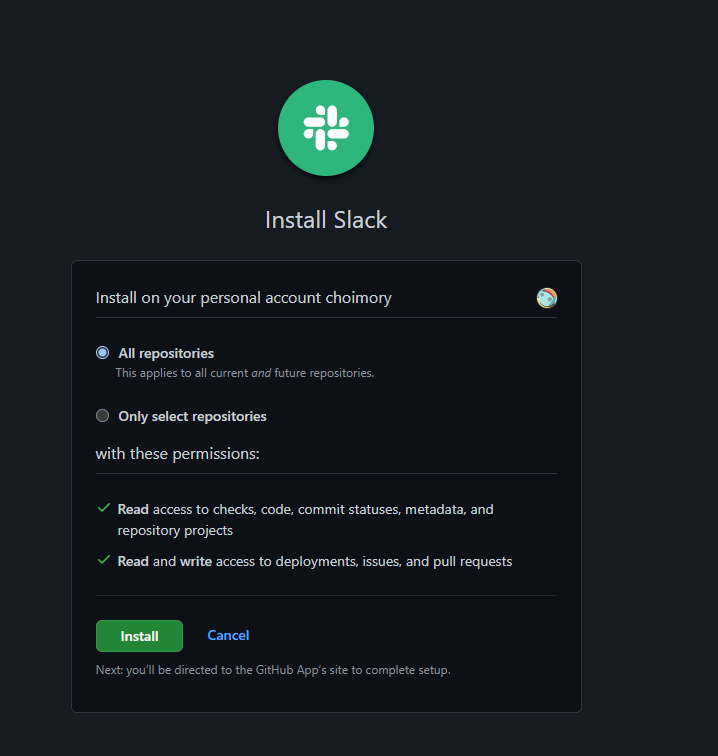 Install Slack
Install on your personal account choimory
All repositories
This applies to all current and future repositories.
Only select repositories
with these permissions:
Read access to checks, code, commit statuses, metadata, and
repository projects
Read and write access to deployments, issues, and pull requests
Install Cancel
Next: you'll be directed to the GitHub App's site to complete setup.